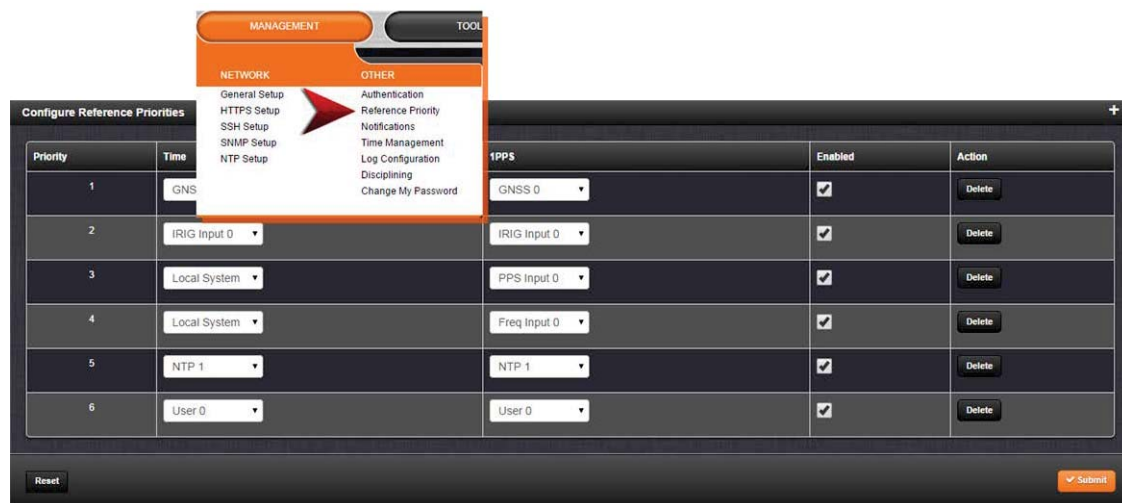 MANAGEMENT TOOL
NETWORK OTHER
General Setup Authentication
HTTPS Setup Reference Priority
SSH Setup Notifications
SNMP Setup Time Management
NTP Setup Log Configuration
Disciplining
Change My Password
Configure Reference Priorities +
Priority Time 1PPS Enabled Action
1 GNS GNSS 0 Delete
2 IRIG Input 0 IRIG Input 0 Delete
3 Local System PPS Input 0 Delete
4 Local System Freq Input 0 Delete
5 NTP 1 NTP 1 Delete
6 User 0 User 0 Delete
Reset Submit